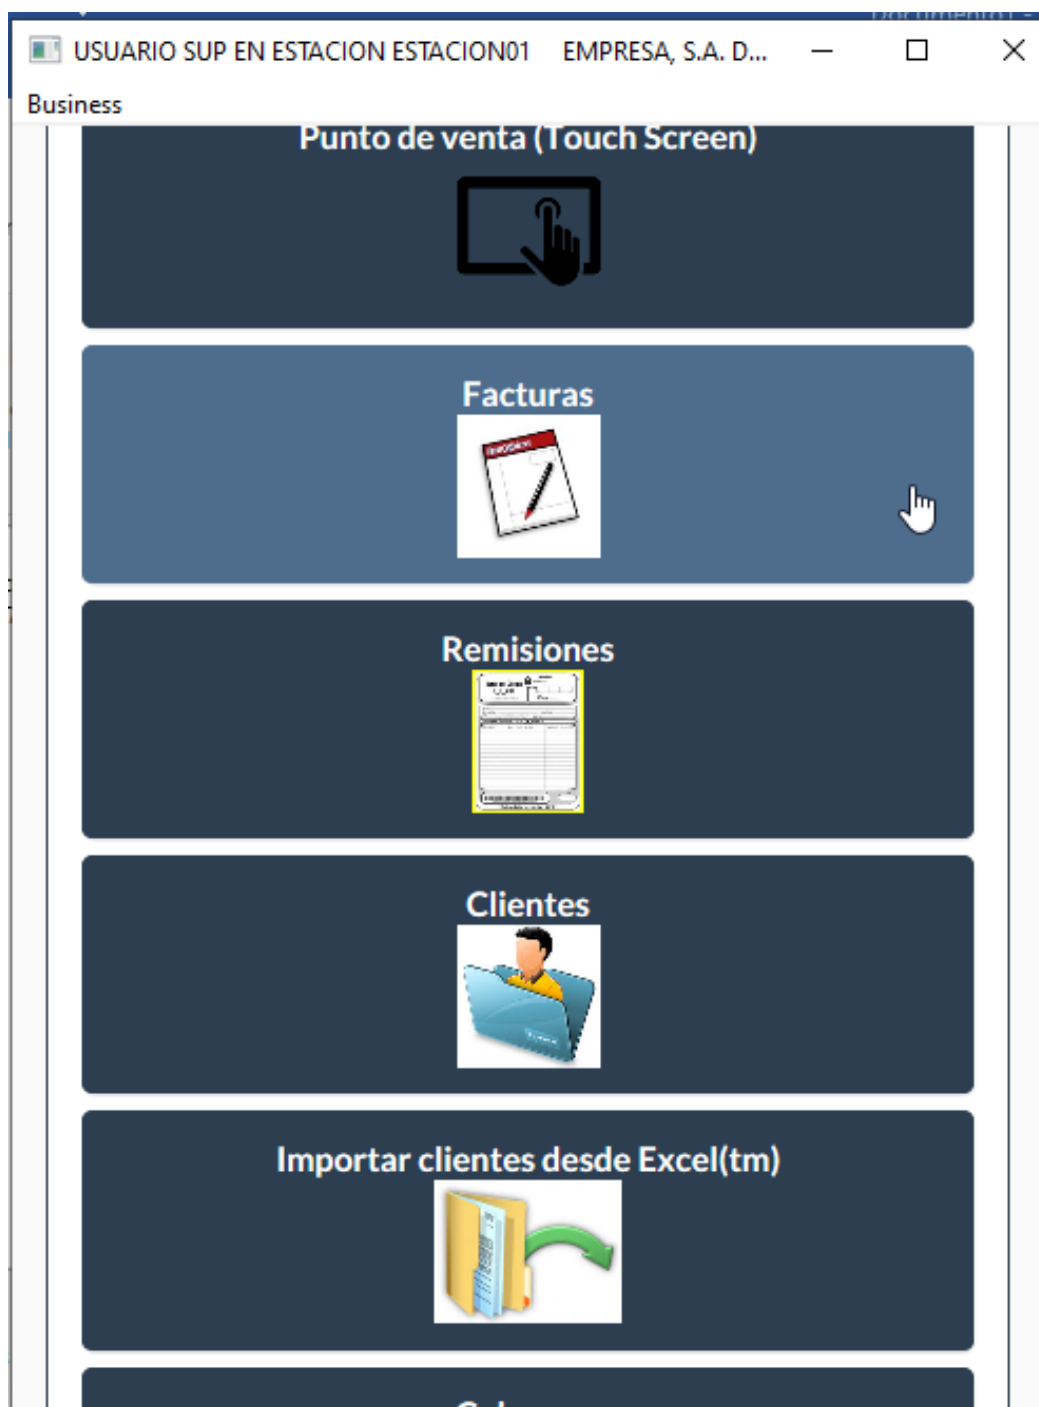 USUARIO SUP EN ESTACION ESTACION01 EMPRESA, S.A. D...
Business
Punto de venta (Touch Screen)
Facturas
Remisiones
Clientes
Importar clientes desde Excel(tm)